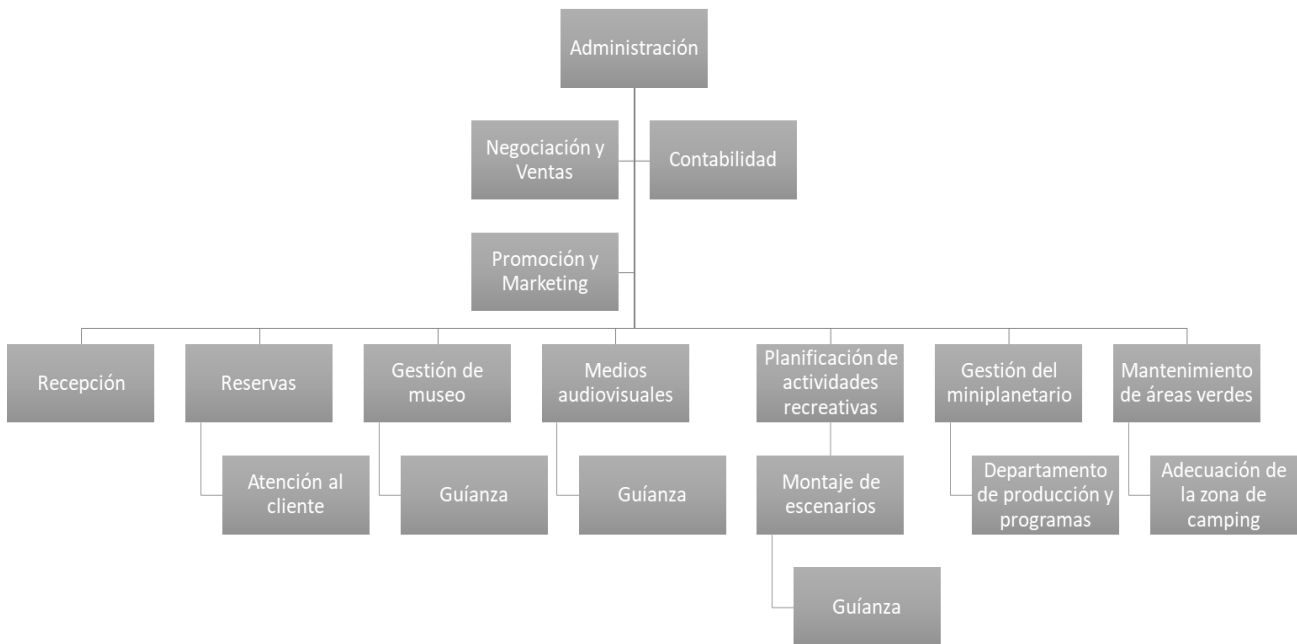 Administración
Negociación y
Ventas
Contabilidad
Promoción y
Marketing
Recepción
Reservas
Gestión de
museo
Medios
audiovisuales
Planificación de
actividades
recreativas
Gestión del
miniplanetario
Mantenimiento
de áreas verdes
Atención al
cliente
Guíanza
Guíanza
Montaje de
escenarios
Departamento
de producción y
programas
Adecuación de
la zona de
camping
Guíanza